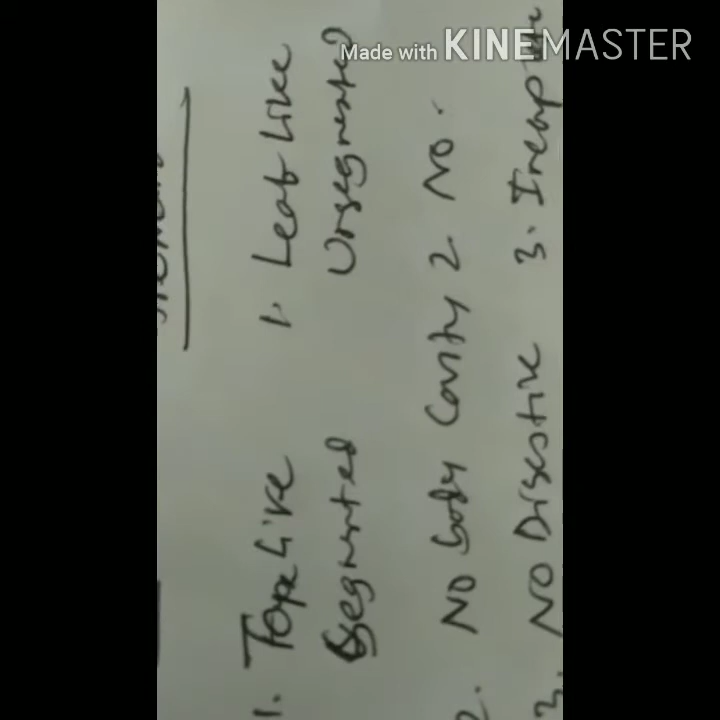 Made with KINEMASTER
1. Tape Like 1. Leaf Like
Segmented Unsegmented
2. No body Cavity 2 No.
3. No Digestive 3.